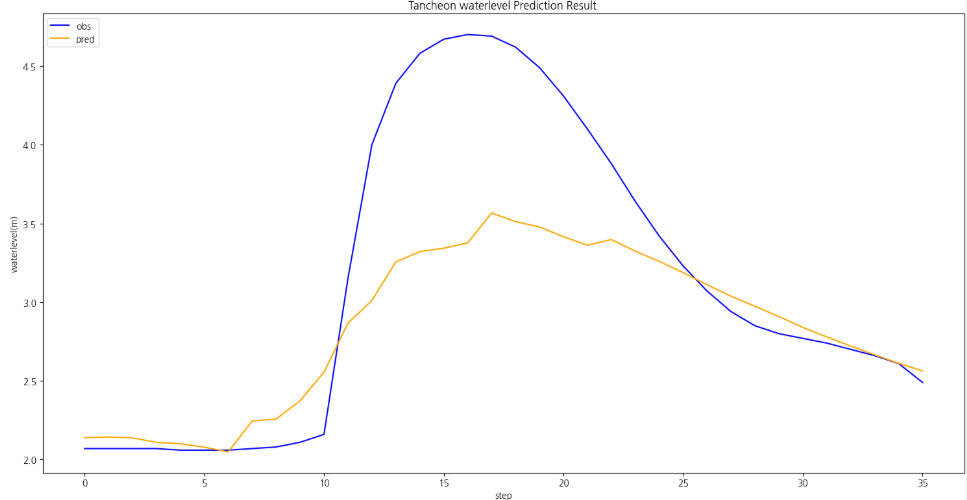 Tancheon waterlevel Prediction Result
obs
pred
waterlevel(m)
4.5
4.0
3.5
3.0
2.5
2.0
0 5 10 15 20 25 30 35
step